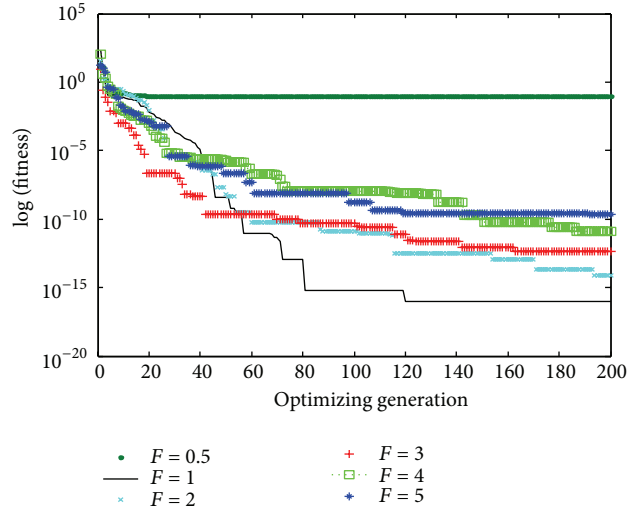 10^5
10^0
10^-5
10^-10
10^-15
10^-20
log (fitness)
0 20 40 60 80 100 120 140 160 180 200
Optimizing generation
F = 0.5
F = 1
F = 2
F = 3
F = 4
F = 5